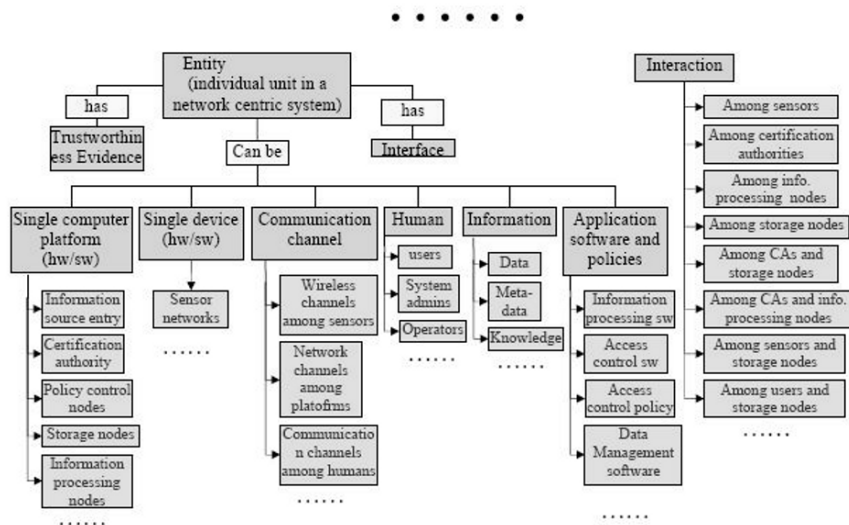 . . . . . .
Entity
(individual unit in a
network centric system)
has
Trustworthin
ess Evidence
Can be
has
Interface
Single computer
platform
(hw/sw)
Information
source entry
Certification
authority
Policy control
nodes
Storage nodes
Information
processing
nodes
. . . . . .
Single device
(hw/sw)
Sensor
networks
. . . . . .
Communication
channel
Wireless
channels
among sensors
Network
channels
among
platofrms
Communicatio
n channels
among humans
. . . . . .
Human
users
System
admins
Operators
. . . . . .
Information
Data
Meta-
data
Knowledge
. . . . . .
Application
software and
policies
Information
processing sw
Access
control sw
Access
control policy
Data
Management
software
. . . . . .
Interaction
Among sensors
Among certification
authorities
Among info.
processing nodes
Among storage nodes
Among CAs and
storage nodes
Among CAs and info.
processing nodes
Among sensors and
storage nodes
Among users and
storage nodes
. . . . . .